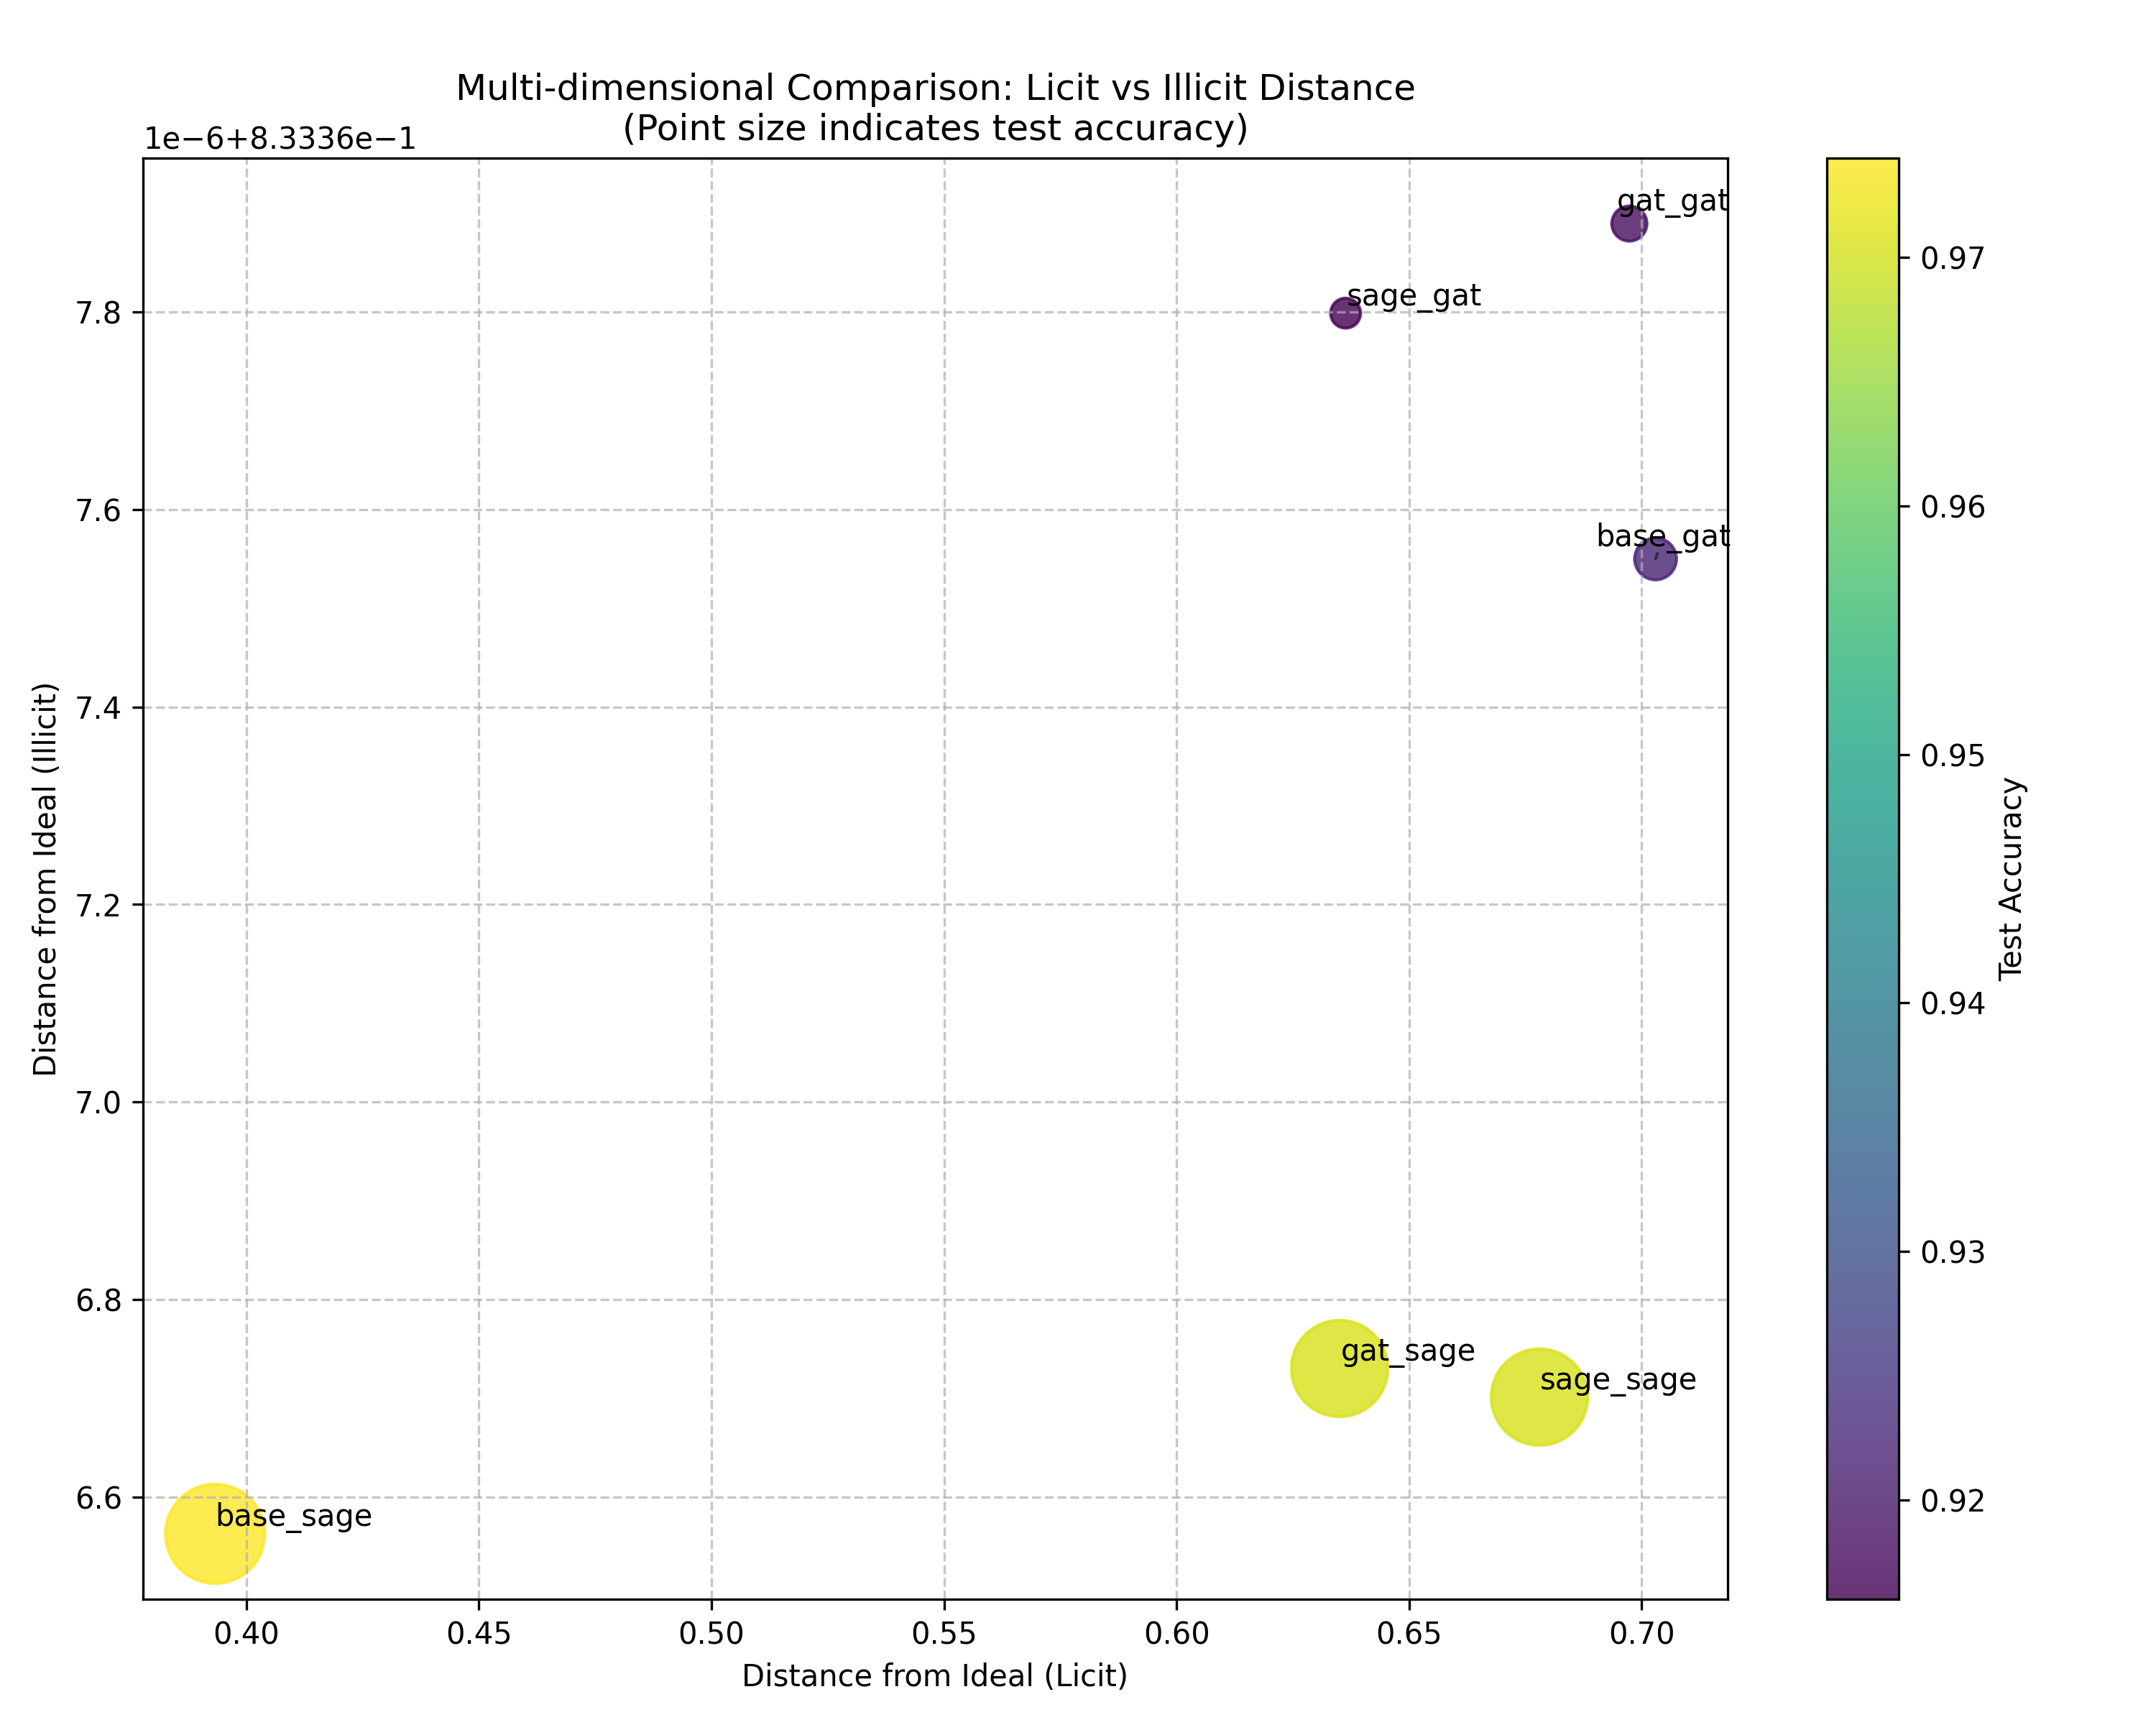 Multi-dimensional Comparison: Licit vs Illicit Distance
(Point size indicates test accuracy)
1e−6+8.3336e−1
gat_gat
sage_gat
base_gat
gat_sage
sage_sage
base_sage
7.8
7.6
7.4
7.2
7.0
6.8
6.6
Distance from Ideal (Illicit)
0.40
0.45
0.50
0.55
0.60
0.65
0.70
Distance from Ideal (Licit)
0.97
0.96
0.95
0.94
0.93
0.92
Test Accuracy